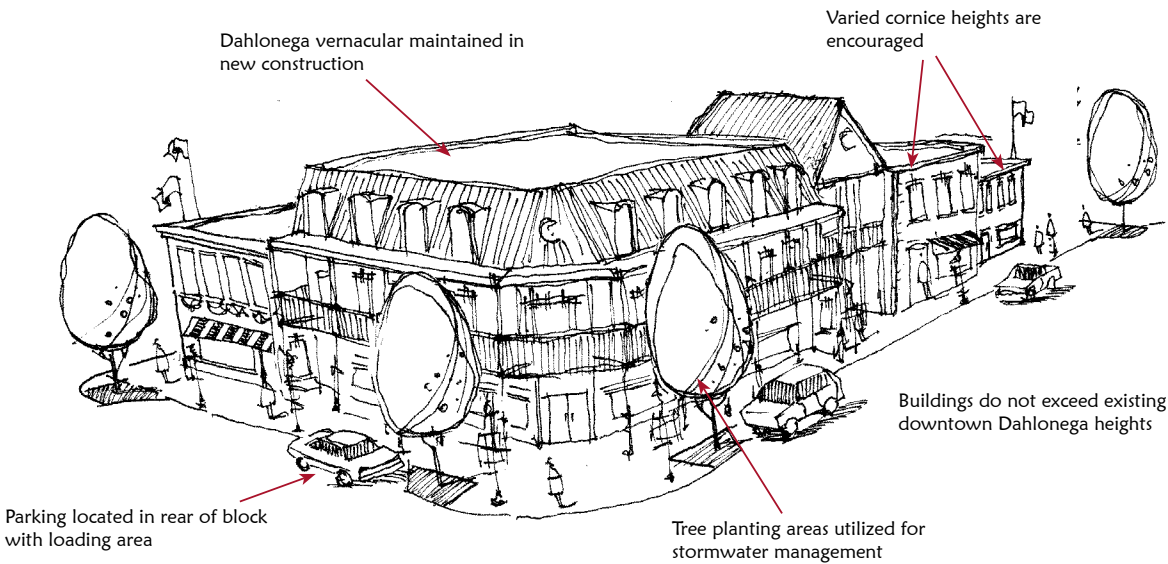 Varied cornice heights are
encouraged
Dahlonega vernacular maintained in
new construction
Buildings do not exceed existing
downtown Dahlonega heights
Parking located in rear of block
with loading area
Tree planting areas utilized for
stormwater management